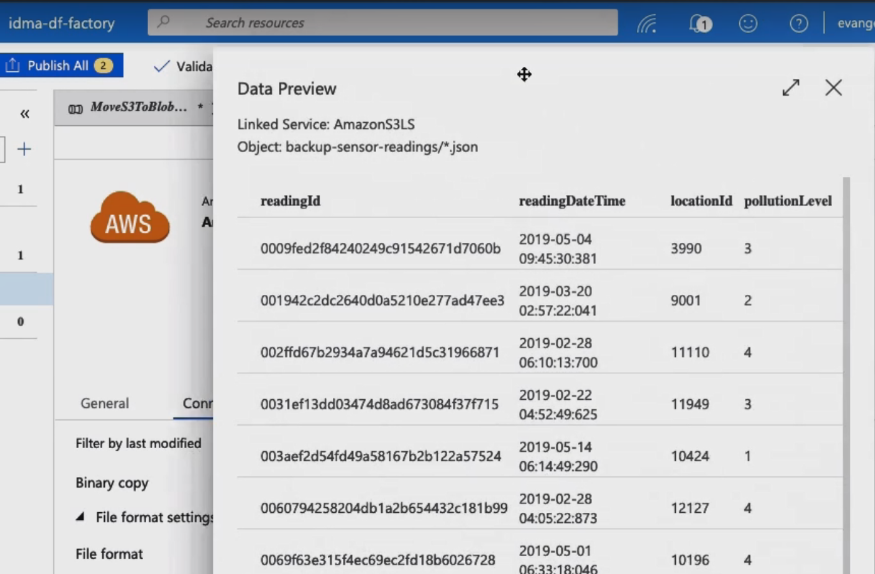 idma-df-factory
Search resources
1
evang
Publish All 2
Valida
Data Preview
MoveS3ToBlob... *
Linked Service: AmazonS3LS
Object: backup-sensor-readings/*.json
1
1
0
AWS
readingId readingDateTime locationId pollutionLevel
0009fed2f84240249c91542671d7060b 2019-05-04 09:45:30:381 3990 3
001942c2dc2640d0a5210e277ad47ee3 2019-03-20 02:57:22:041 9001 2
002ffd67b2934a7a94621d5c31966871 2019-02-28 06:10:13:700 11110 4
0031ef13dd03474d8ad673084f37f715 2019-02-22 04:52:49:625 11949 3
003aef2d54fd49a58167b2b122a57524 2019-05-14 06:14:49:290 10424 1
0060794258204db1a2b654432c181b99 2019-02-28 04:05:22:873 12127 4
0069f63e315f4ec69ec2fd18b6026728 2019-05-01 06:33:18:046 10196 4
General Conr
Filter by last modified
Binary copy
File format settings
File format